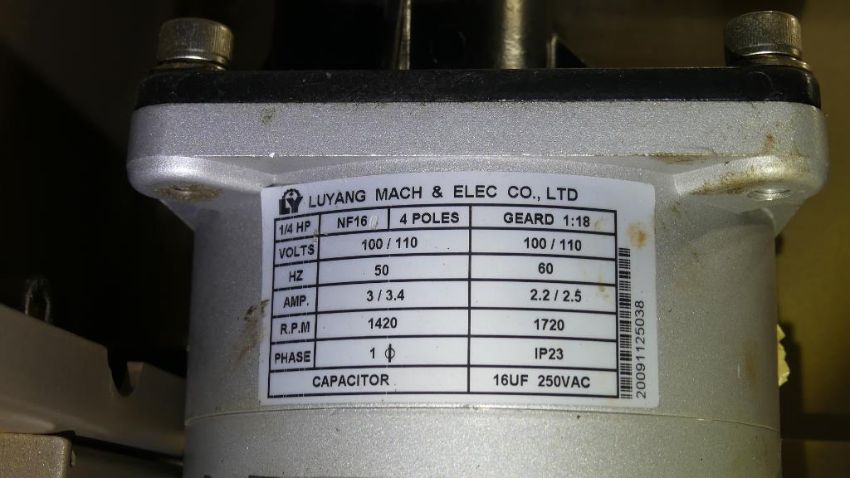 LY LUYANG MACH & ELEC CO., LTD
1/4 HP NF16 4 POLES GEARD 1:18
VOLTS 100 / 110 100 / 110
HZ 50 60
AMP. 3 / 3.4 2.2 / 2.5
R.P.M 1420 1720
PHASE 1 ϕ IP23
CAPACITOR 16UF 250VAC
20091125038